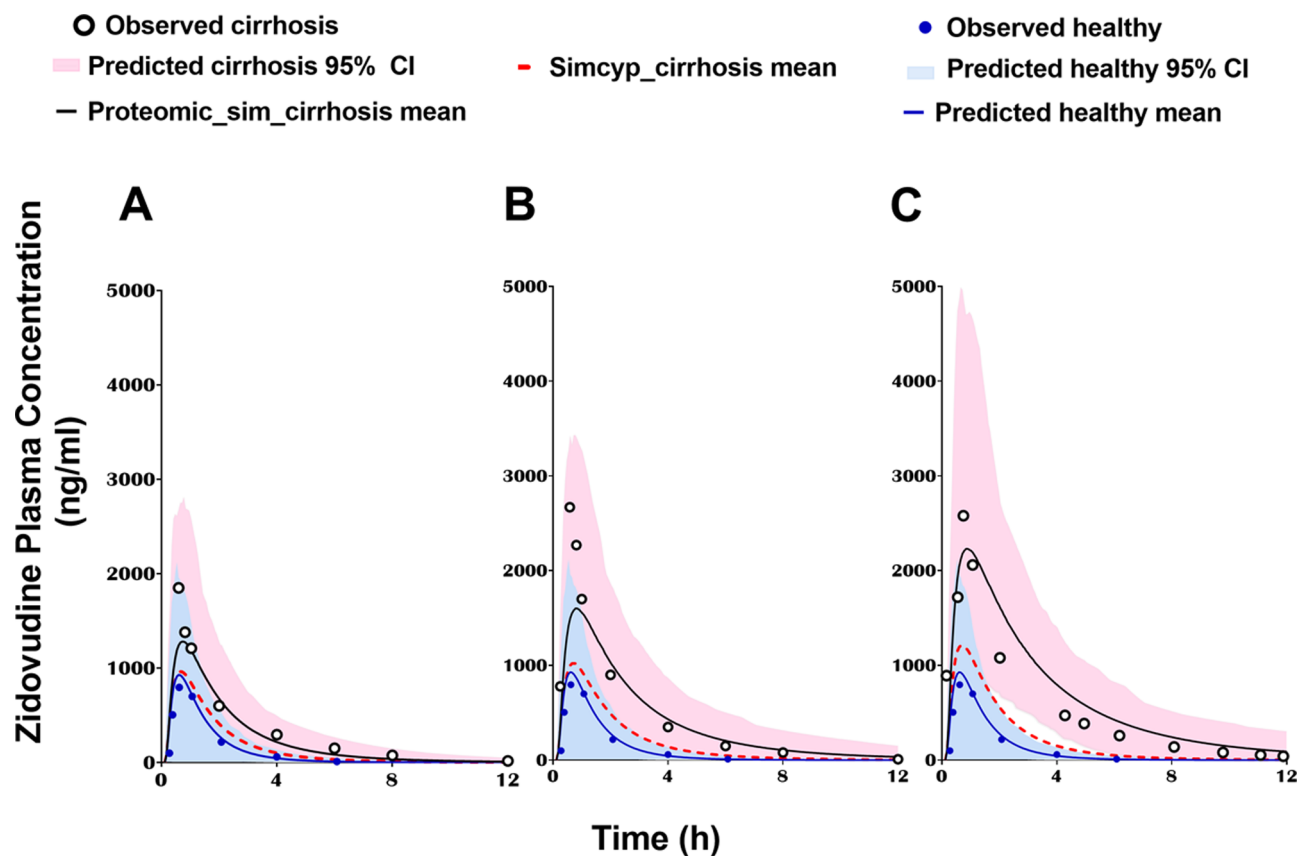 Observed cirrhosis
Observed healthy
Predicted cirrhosis 95% CI
Simcyp_cirrhosis mean
Predicted healthy 95% CI
Proteomic_sim_cirrhosis mean
Predicted healthy mean
A
B
C
Zidovudine Plasma Concentration
(ng/ml)
5000
4000
3000
2000
1000
0
0
4
8
12
5000
4000
3000
2000
1000
0
0
4
8
12
5000
4000
3000
2000
1000
0
0
4
8
12
Time (h)